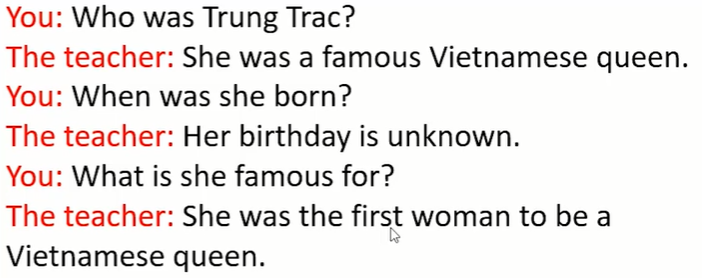 You: Who was Trung Trac?
The teacher: She was a famous Vietnamese queen.
You: When was she born?
The teacher: Her birthday is unknown.
You: What is she famous for?
The teacher: She was the first woman to be a
Vietnamese queen.